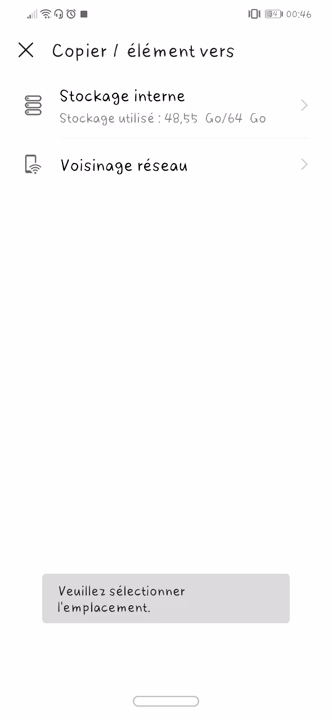 00:46
Copier 1 élément vers
Stockage interne
Stockage utilisé : 48,55 Go/64 Go
Voisinage réseau
Veuillez sélectionner
l'emplacement.